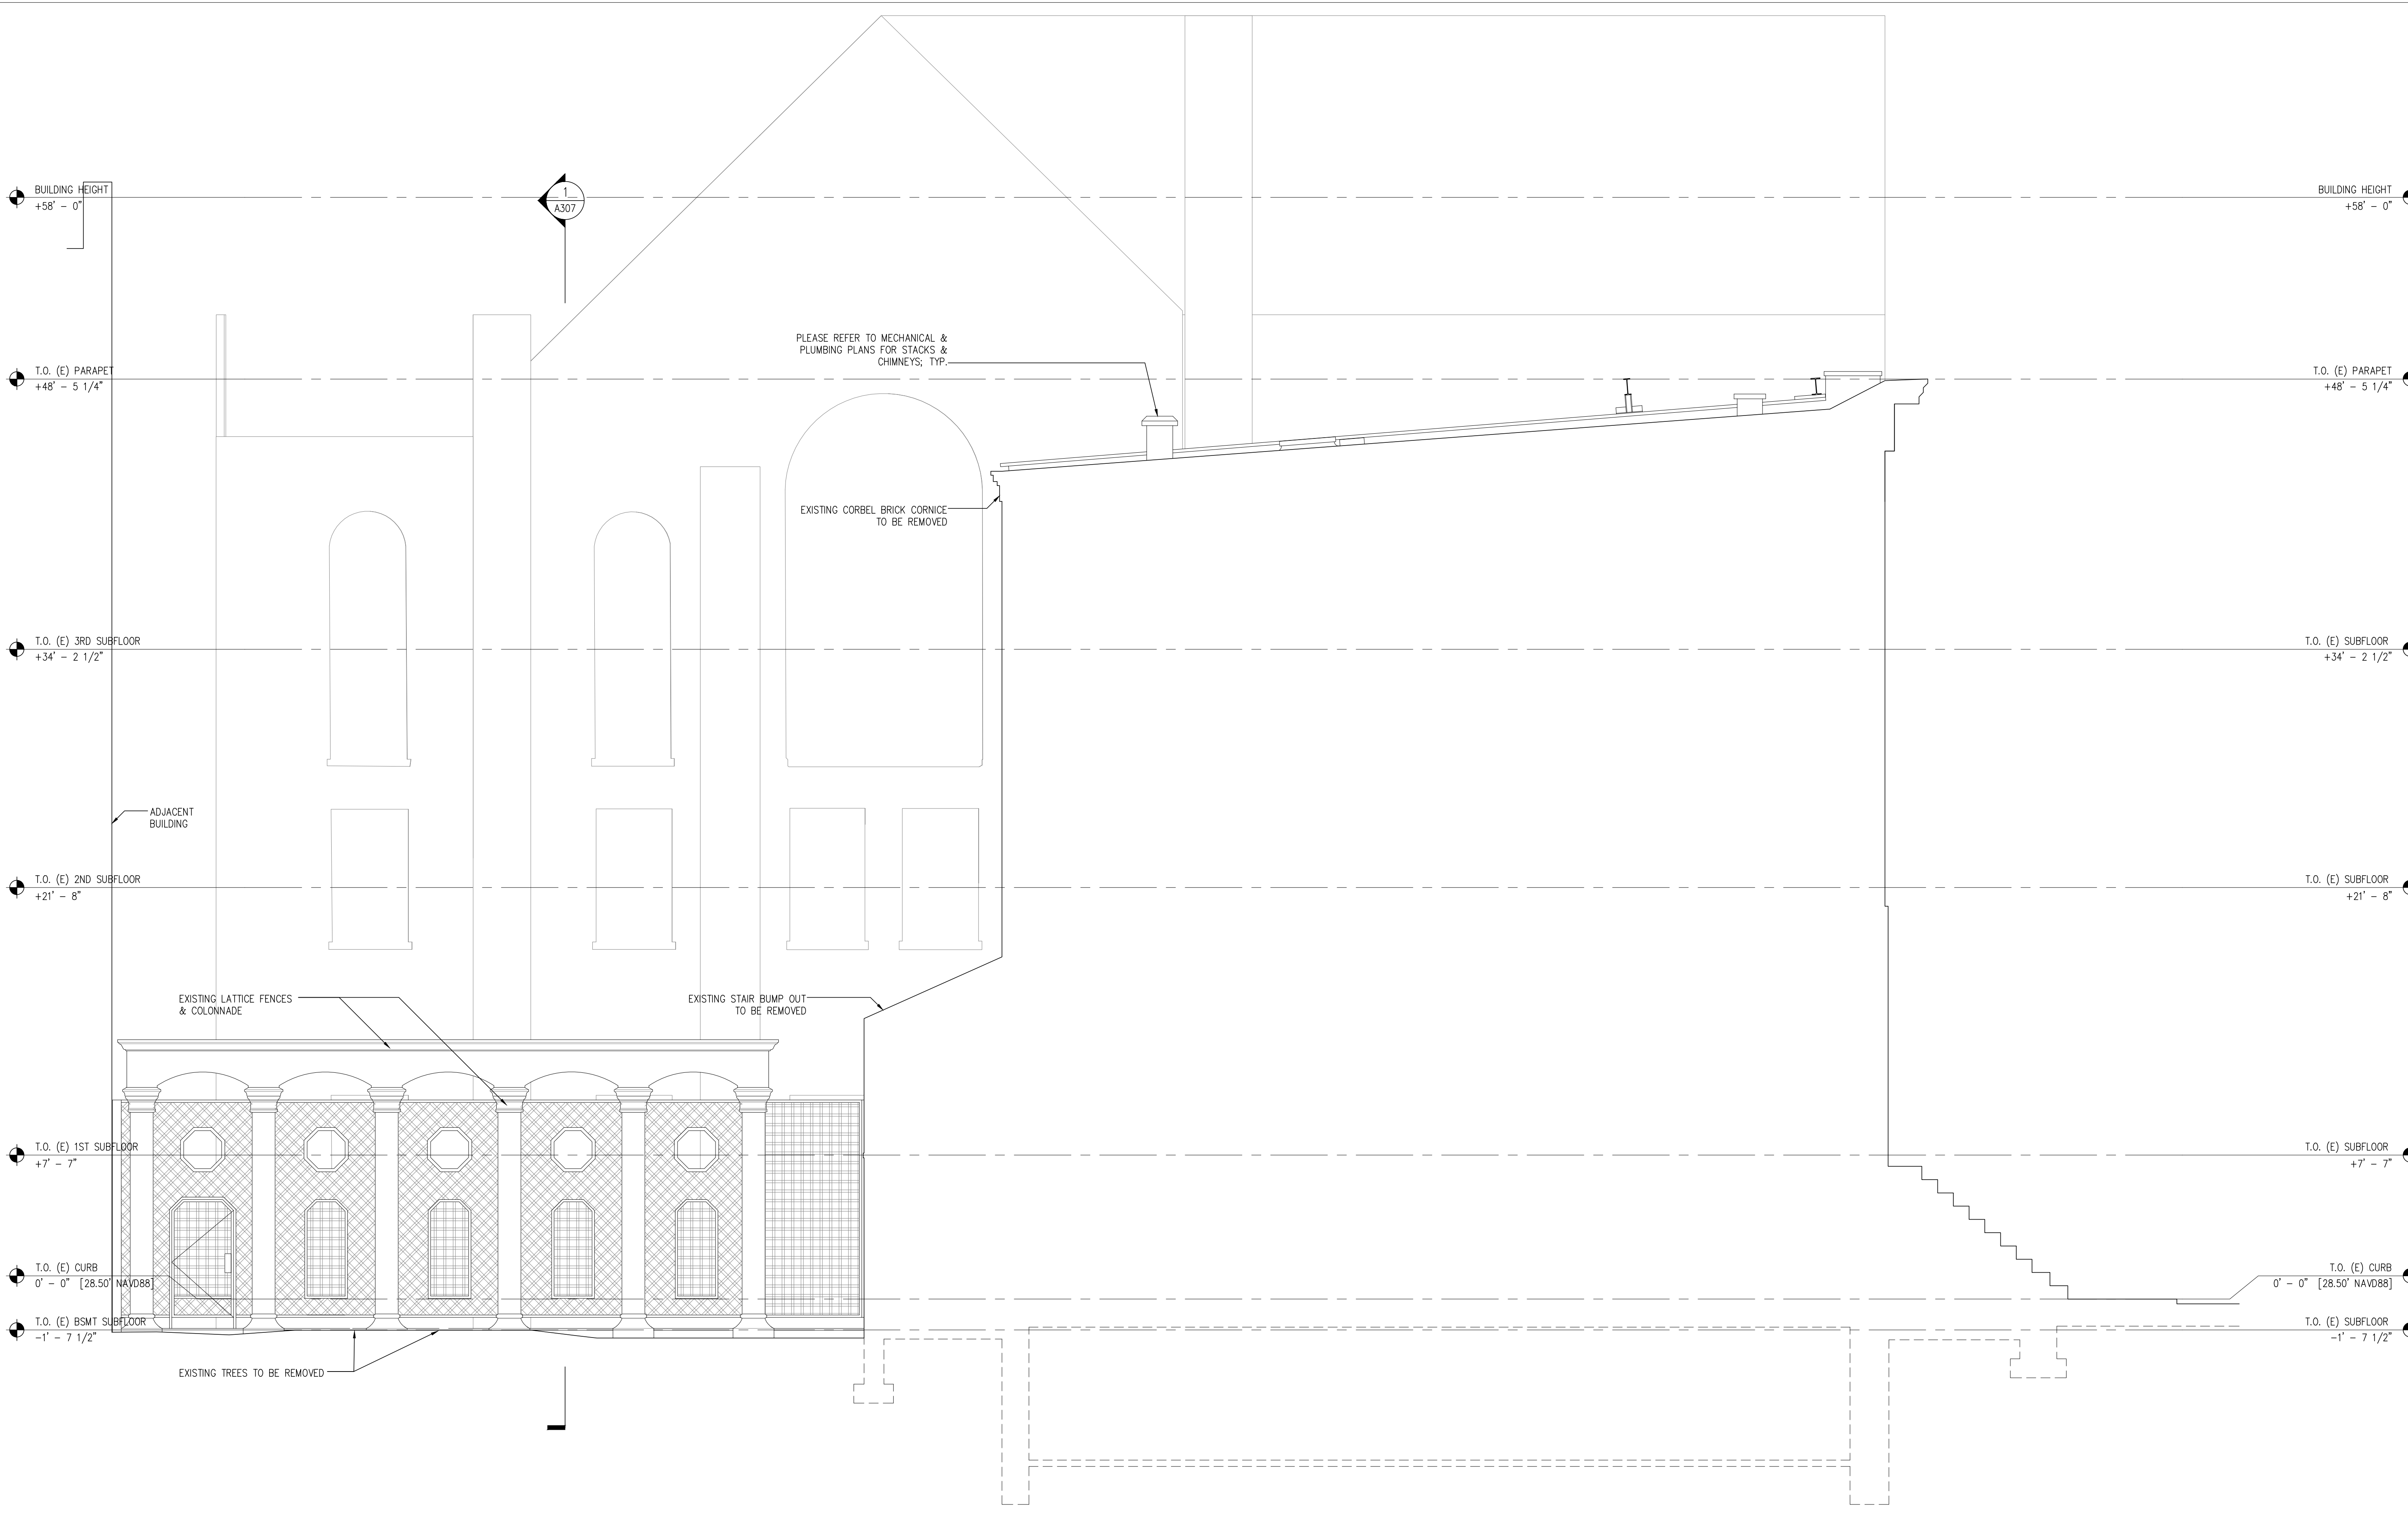 BUILDING HEIGHT
+58' - 0"
1
A307
BUILDING HEIGHT
+58' - 0"
PLEASE REFER TO MECHANICAL &
PLUMBING PLANS FOR STACKS &
CHIMNEYS; TYP.
T.O. (E) PARAPET
+48' - 5 1/4"
T.O. (E) PARAPET
+48' - 5 1/4"
EXISTING CORBEL BRICK CORNICE
TO BE REMOVED
T.O. (E) 3RD SUBFLOOR
+34' - 2 1/2"
T.O. (E) SUBFLOOR
+34' - 2 1/2"
ADJACENT
BUILDING
T.O. (E) 2ND SUBFLOOR
+21' - 8"
T.O. (E) SUBFLOOR
+21' - 8"
EXISTING LATTICE FENCES
& COLONNADE
EXISTING STAIR BUMP OUT
TO BE REMOVED
T.O. (E) 1ST SUBFLOOR
+7' - 7"
T.O. (E) SUBFLOOR
+7' - 7"
T.O. (E) CURB
0' - 0" [28.50' NAVD88]
T.O. (E) CURB
0' - 0" [28.50' NAVD88]
T.O. (E) BSMT SUBFLOOR
-1' - 7 1/2"
T.O. (E) SUBFLOOR
-1' - 7 1/2"
EXISTING TREES TO BE REMOVED